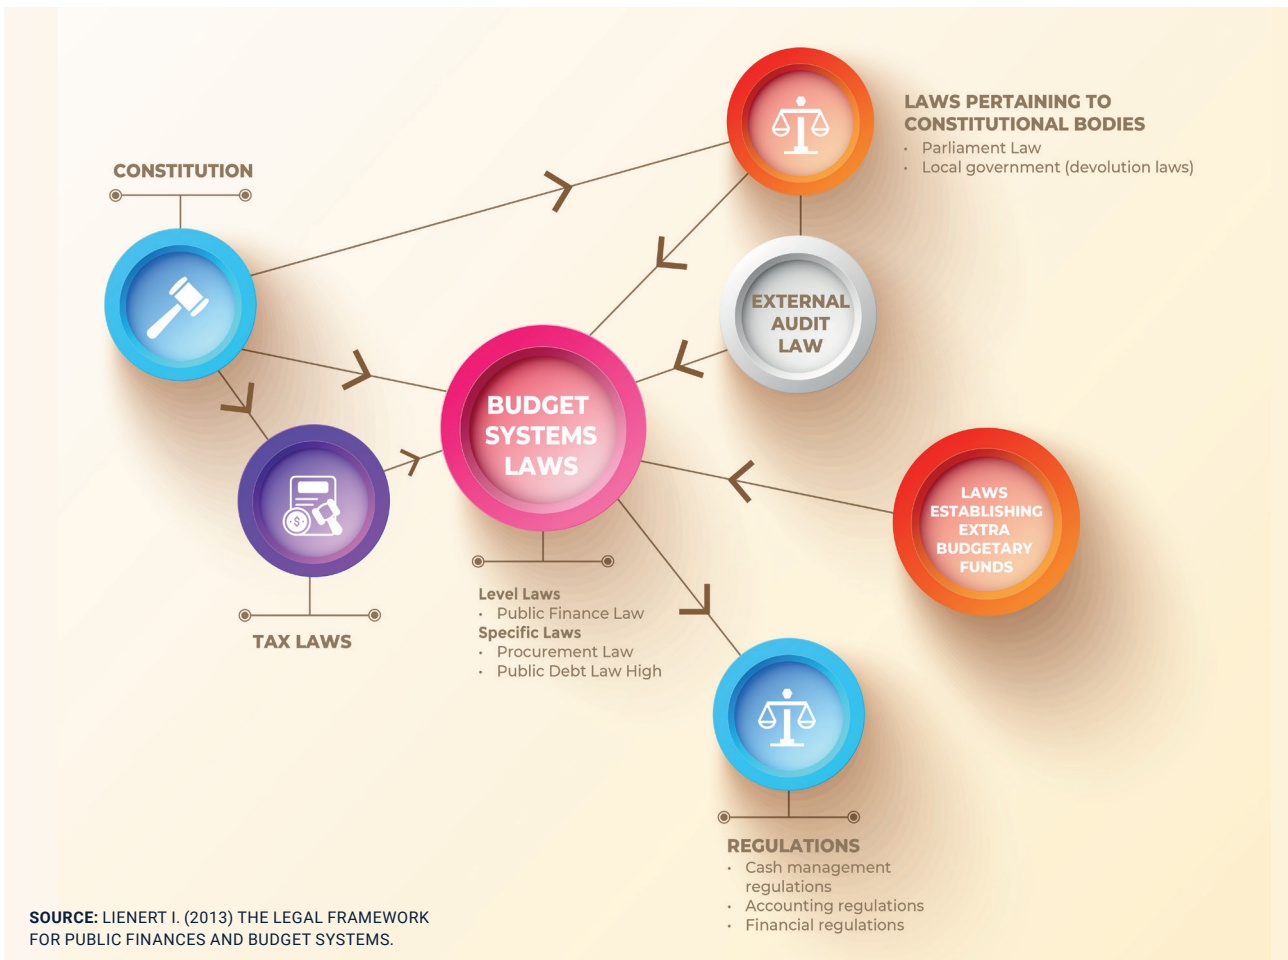 CONSTITUTION
LAWS PERTAINING TO
CONSTITUTIONAL BODIES
• Parliament Law
• Local government (devolution laws)
EXTERNAL
AUDIT
LAW
BUDGET
SYSTEMS
LAWS
LAWS
ESTABLISHING
EXTRA
BUDGETARY
FUNDS
$
TAX LAWS
Level Laws
• Public Finance Law
Specific Laws
• Procurement Law
• Public Debt Law High
REGULATIONS
• Cash management
regulations
• Accounting regulations
• Financial regulations
SOURCE: LIENERT I. (2013) THE LEGAL FRAMEWORK
FOR PUBLIC FINANCES AND BUDGET SYSTEMS.